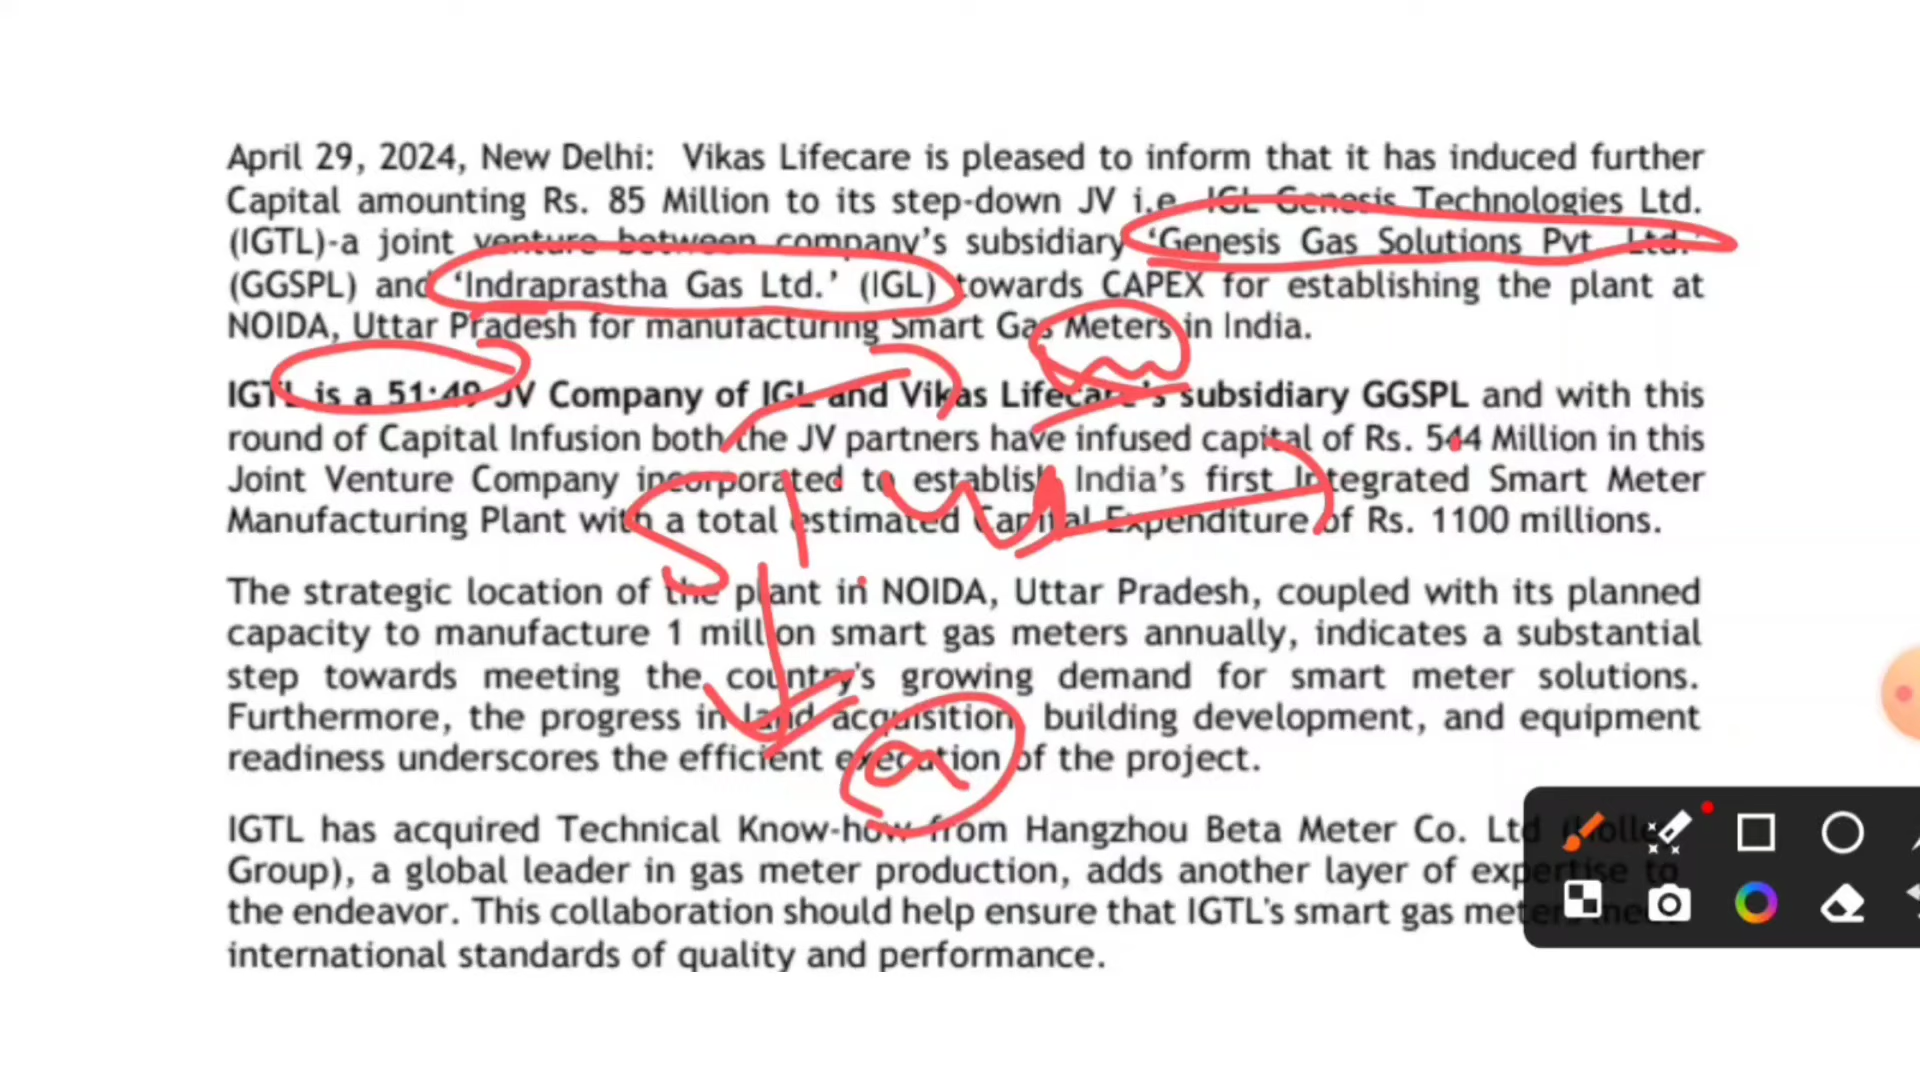 April 29, 2024, New Delhi: Vikas Lifecare is pleased to inform that it has induced further
Capital amounting Rs. 85 Million to its step-down JV i.e IGL Genesis Technologies Ltd.
(IGTL)-a joint venture between company's subsidiary 'Genesis Gas Solutions Pvt. Ltd.'
(GGSPL) and 'Indraprastha Gas Ltd.' (IGL) towards CAPEX for establishing the plant at
NOIDA, Uttar Pradesh for manufacturing Smart Gas Meters in India.
IGTL is a 51:49 JV Company of IGL and Vikas Lifecare's subsidiary GGSPL and with this
round of Capital Infusion both the JV partners have infused capital of Rs. 544 Million in this
Joint Venture Company incorporated to establish India's first Integrated Smart Meter
Manufacturing Plant with a total estimated Capital Expenditure of Rs. 1100 millions.
The strategic location of the plant in NOIDA, Uttar Pradesh, coupled with its planned
capacity to manufacture 1 million smart gas meters annually, indicates a substantial
step towards meeting the country's growing demand for smart meter solutions.
Furthermore, the progress in land acquisition, building development, and equipment
readiness underscores the efficient execution of the project.
IGTL has acquired Technical Know-how from Hangzhou Beta Meter Co. Ltd
Group), a global leader in gas meter production, adds another layer of expertise to
the endeavor. This collaboration should help ensure that IGTL's smart gas meters meet
international standards of quality and performance.